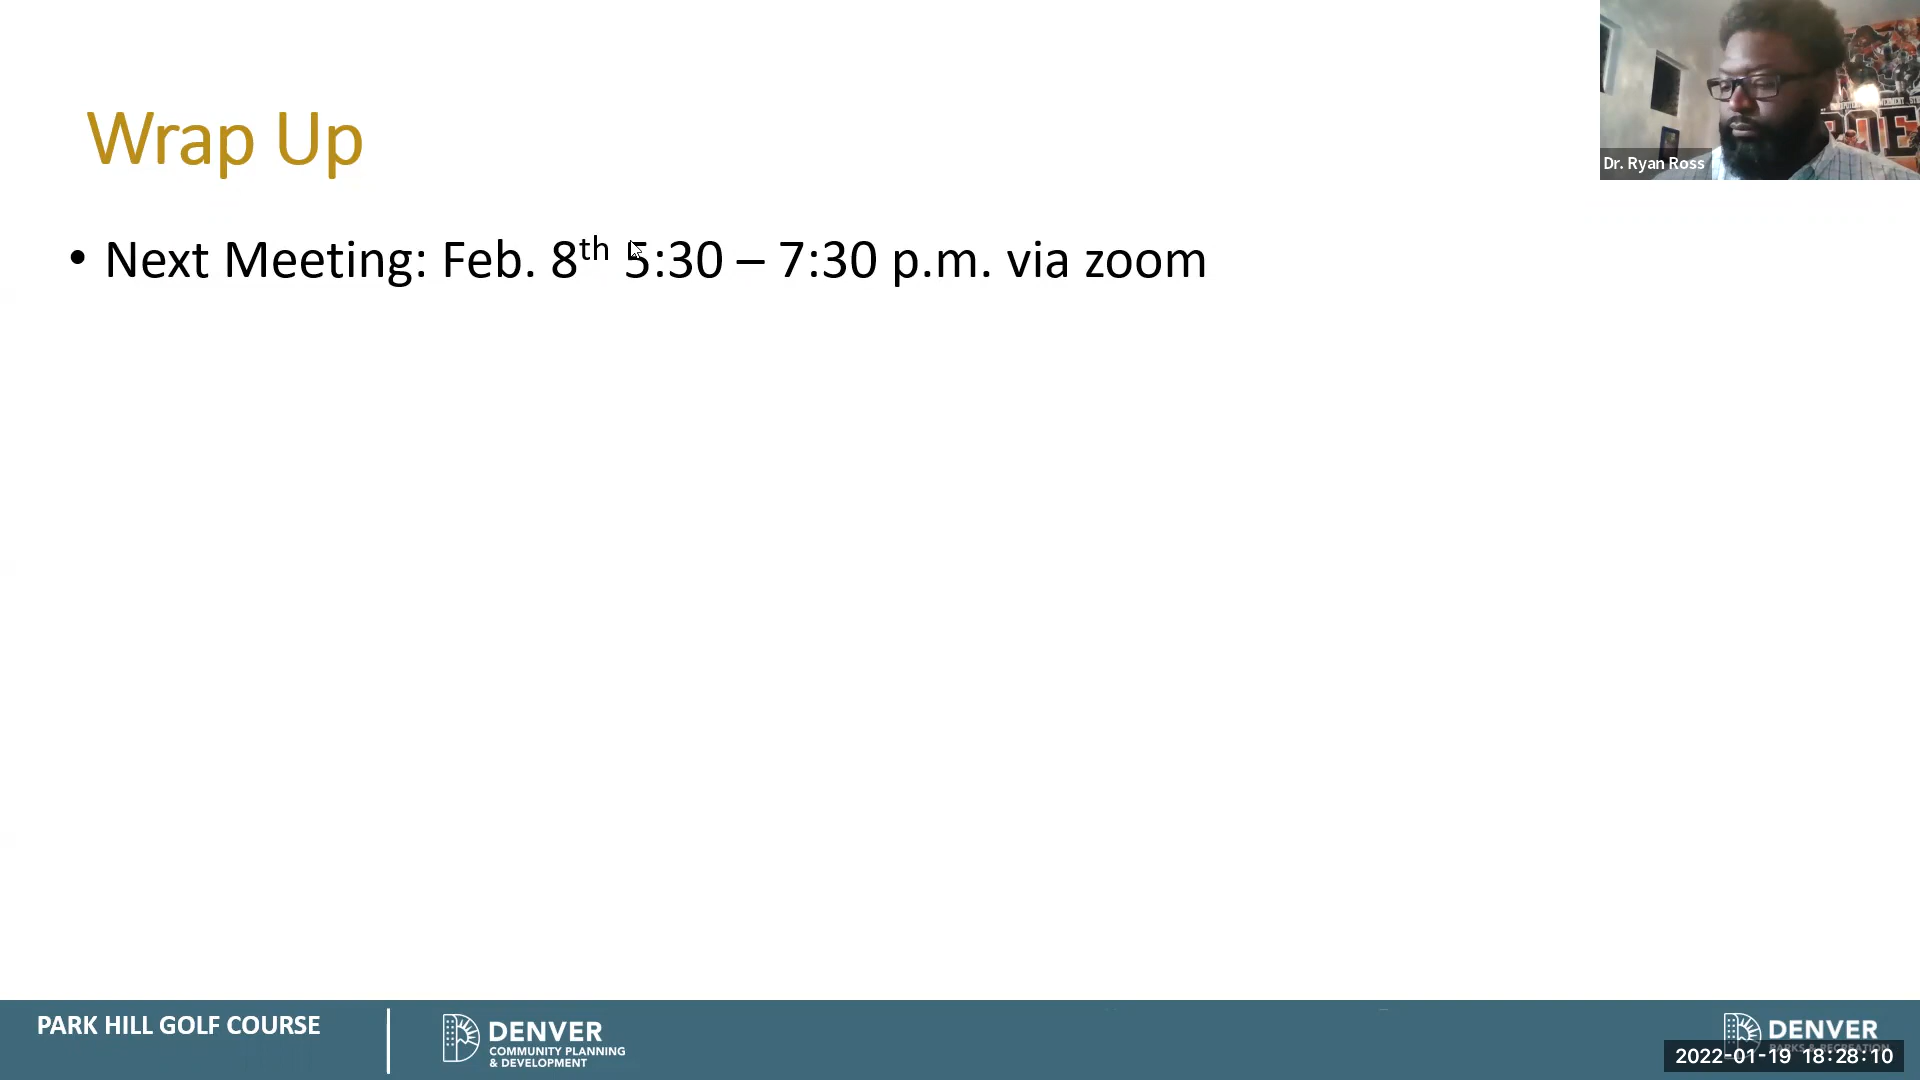 Wrap Up
• Next Meeting: Feb. 8th 5:30 – 7:30 p.m. via zoom
Dr. Ryan Ross
PARK HILL GOLF COURSE
DENVER
COMMUNITY PLANNING
& DEVELOPMENT
DENVER
PARKS & RECREATION
2022-01-19 18:28:10